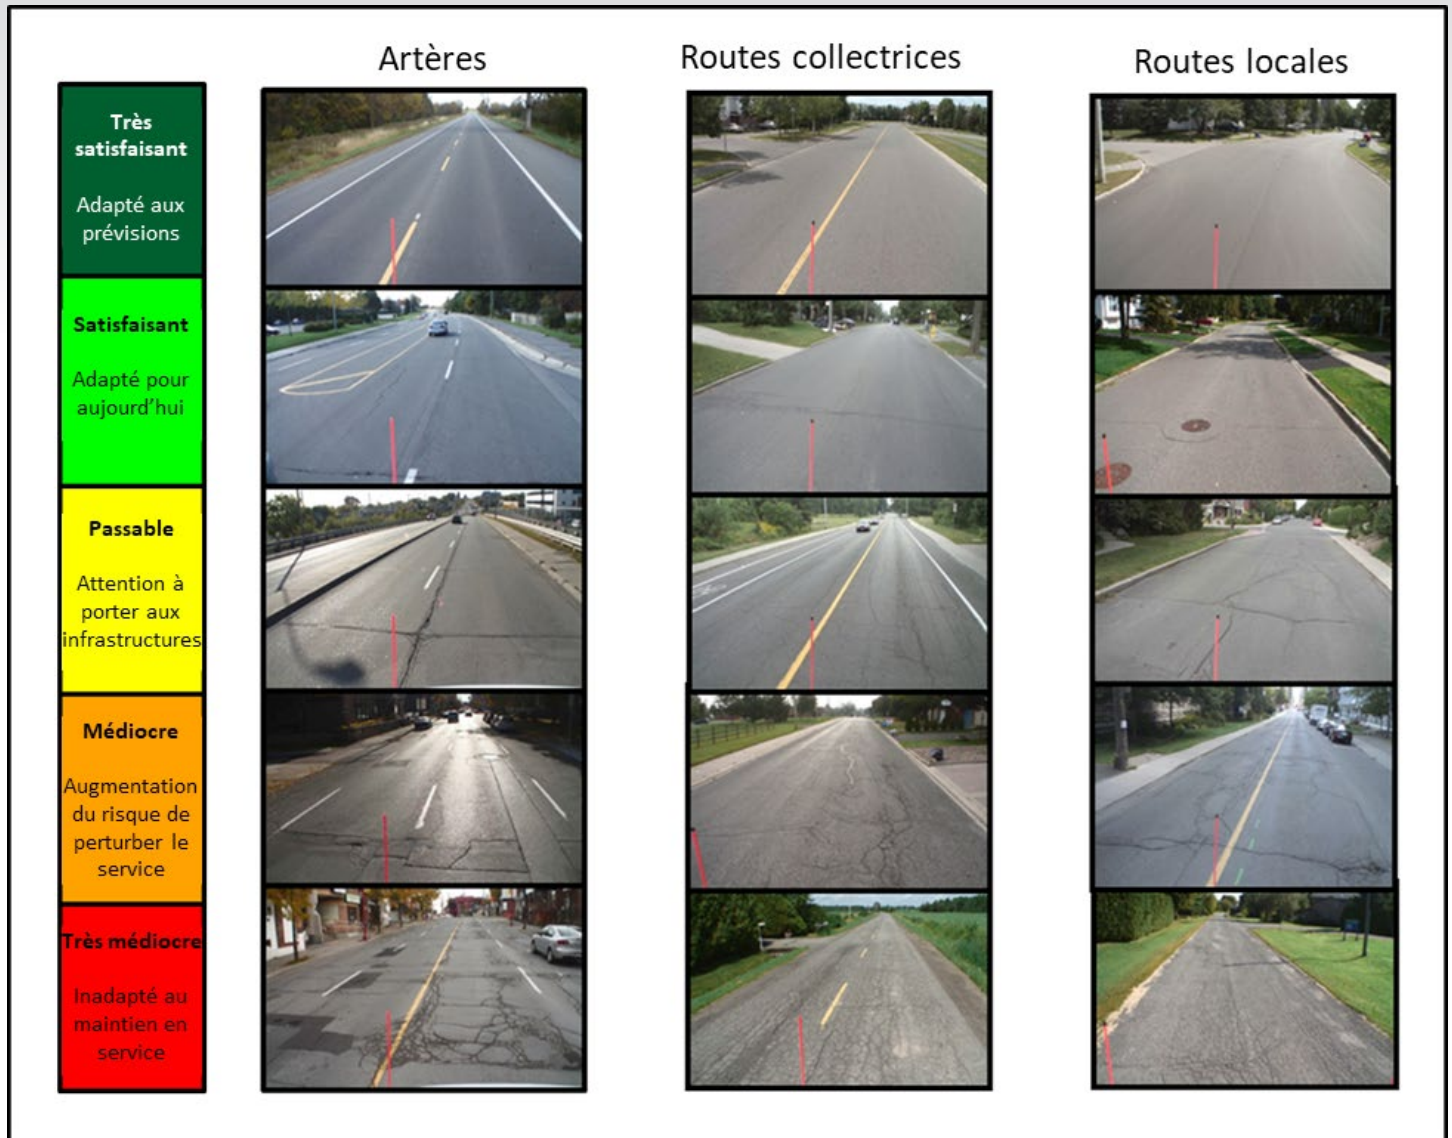 Artères
Routes collectrices
Routes locales
Très
satisfaisant
Adapté aux
prévisions
Satisfaisant
Adapté pour
aujourd’hui
Passable
Attention à
porter aux
infrastructures
Médiocre
Augmentation
du risque de
perturber le
service
Très médiocre
Inadapté au
maintien en
service